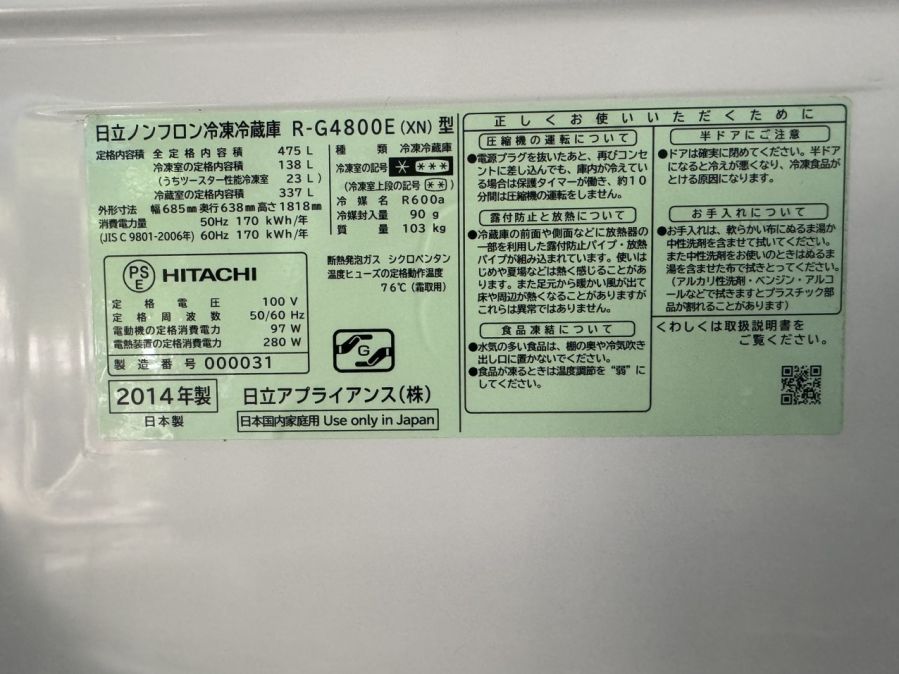 日立ノンフロン冷凍冷蔵庫 R-G4800E(XN)型
定格内容積 全定格内容積 475 L
冷凍室の定格内容積 138 L
(うちツースター性能冷凍室 23 L)
冷蔵室の定格内容積 337 L
外形寸法 幅685mm 奥行638mm 高さ1818mm
消費電力量 50Hz 170 kWh/年
(JIS C 9801-2006年) 60Hz 170 kWh/年
種類 冷凍冷蔵庫
冷凍室の記号 * ***
(冷凍室上段の記号 **)
冷媒名 R600a
冷媒封入量 90 g
質量 103 kg
断熱発泡ガス シクロペンタン
温度ヒューズの定格動作温度
76℃(霜取用)
PS
E
HITACHI
定格電圧 100 V
定格周波数 50/60 Hz
電動機の定格消費電力 97 W
電熱装置の定格消費電力 280 W
製造番号 000031
G
2014年製
日本製
日立アプライアンス(株)
日本国内家庭用 Use only in Japan
正しくお使いいただくために
圧縮機の運転について
●電源プラグを抜いたあと、再びコンセ
ントに差し込んでも、庫内が冷えてい
る場合は保護タイマーが働き、約10
分間は圧縮機の運転をしません。
露付防止と放熱について
●冷蔵庫の前面や側面などに放熱器の
一部を利用した露付防止パイプ・放熱
パイプが組み込まれています。使いは
じめや夏場などは熱く感じることがあ
ります。また足元から暖かい風が出て
床や周辺が熱くなることがありますが
これらは異常ではありません。
食品凍結について
●水気の多い食品は、棚の奥や冷気吹き
出し口に置かないでください。
●食品が凍るときは温度調節を“弱”に
してください。
半ドアにご注意
●ドアは確実に閉めてください。半ドア
になると冷えが悪くなり、冷凍食品が
とける原因になります。
お手入れについて
●お手入れは、軟らかい布にぬるま湯か
中性洗剤を含ませて拭いてください。
また中性洗剤をお使いのときはぬるま
湯を含ませた布で拭きとってください。
(アルカリ性洗剤・ベンジン・アルコ
ールなどで拭きますとプラスチック部
品が割れることがあります)
くわしくは取扱説明書を
ご覧ください。